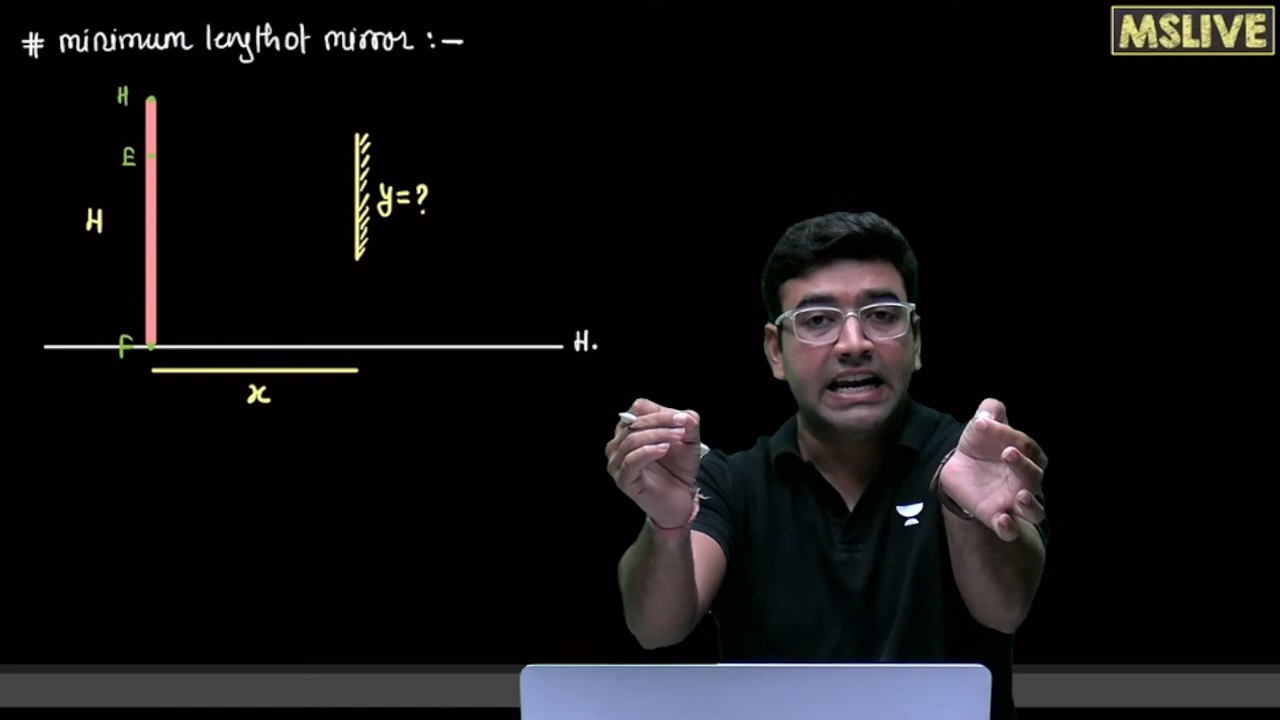 # minimum length of mirror :-
MSLIVE
H
E
H
y = ?
F
H.
x